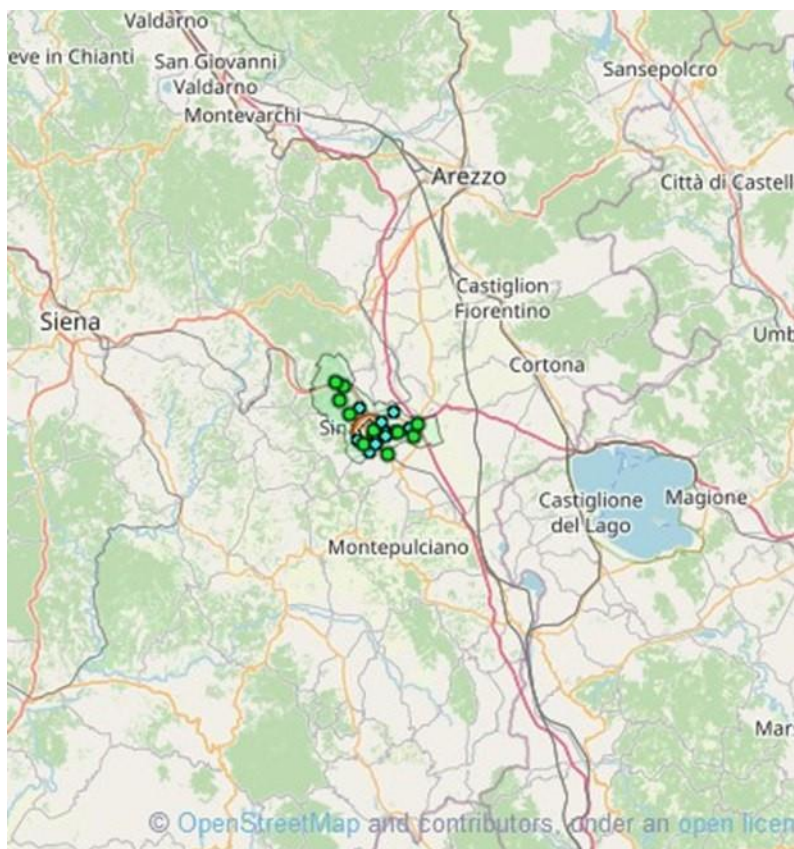 Valdarno
eve in Chianti
San Giovanni
Valdarno
Montevarchi
Sansepolcro
Arezzo
Città di Castell
Castiglion
Fiorentino
Siena
Umb
Cortona
Sin
Castiglione
del Lago
Magione
Montepulciano
Mar
© OpenStreetMap and contributors, under an open licen